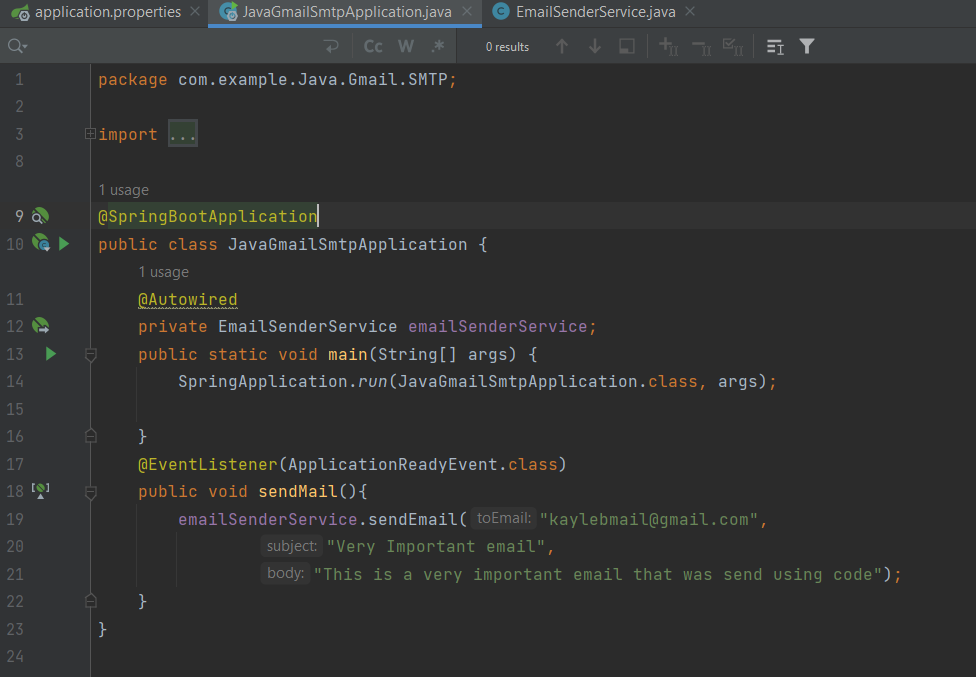 application.properties JavaGmailSmtpApplication.java EmailSenderService.java
Cc W .* 0 results
1 package com.example.Java.Gmail.SMTP;
2
3 import ...
8
1 usage
9 @SpringBootApplication
10 public class JavaGmailSmtpApplication {
1 usage
11 @Autowired
12 private EmailSenderService emailSenderService;
13 public static void main(String[] args) {
14 SpringApplication.run(JavaGmailSmtpApplication.class, args);
15
16 }
17 @EventListener(ApplicationReadyEvent.class)
18 public void sendMail(){
19 emailSenderService.sendEmail( toEmail: "kaylebmail@gmail.com",
20 subject: "Very Important email",
21 body: "This is a very important email that was send using code");
22 }
23 }
24